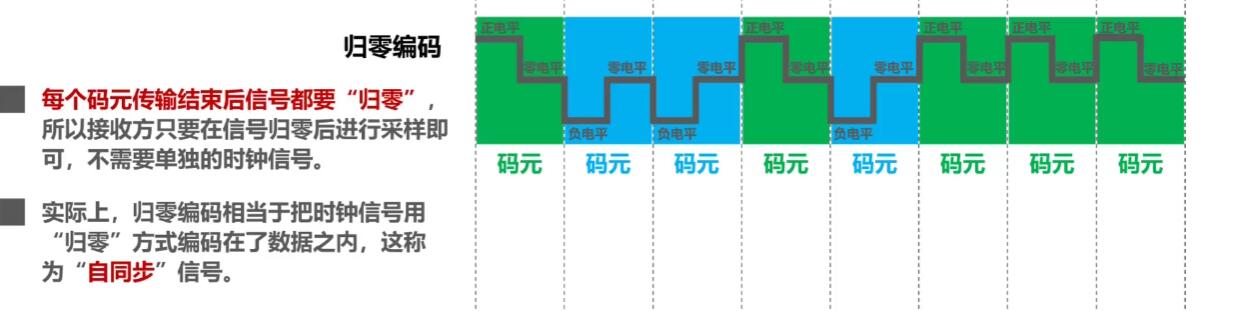 归零编码
每个码元传输结束后信号都要“归零”,
所以接收方只要在信号归零后进行采样即
可，不需要单独的时钟信号。
实际上，归零编码相当于把时钟信号用
“归零”方式编码在了数据之内，这称
为“自同步”信号。
正电平 正电平 正电平 正电平 正电平
零电平 零电平 零电平 零电平 零电平 零电平 零电平 零电平
负电平 负电平 负电平
码元 码元 码元 码元 码元 码元 码元 码元